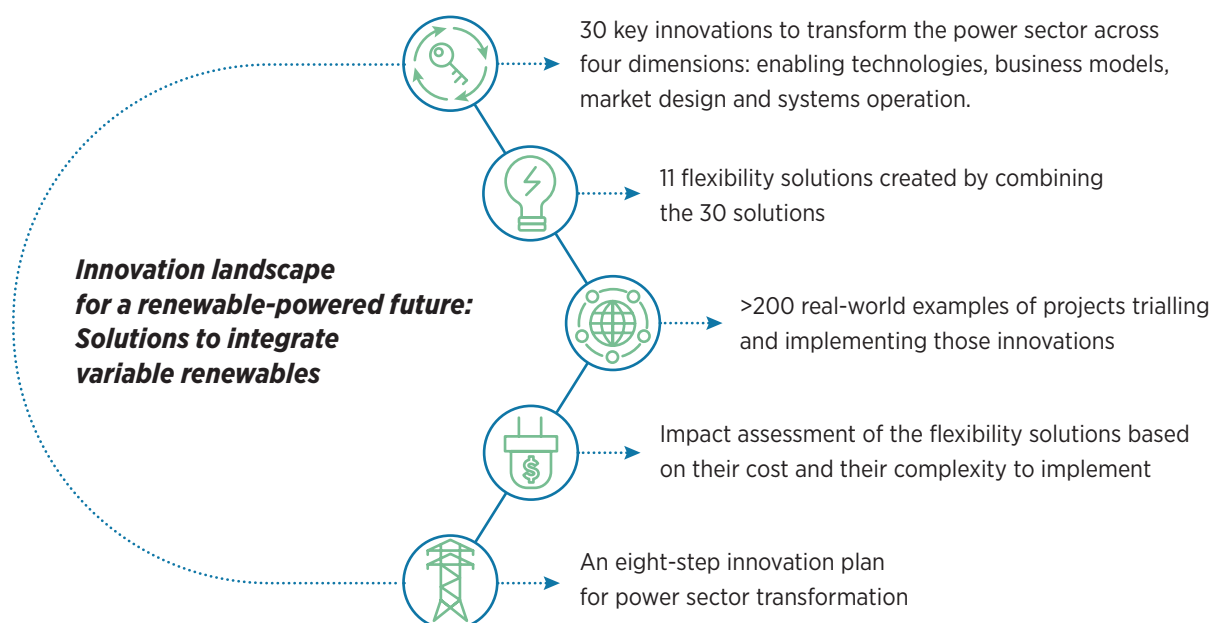 30 key innovations to transform the power sector across
four dimensions: enabling technologies, business models,
market design and systems operation.
11 flexibility solutions created by combining
the 30 solutions
Innovation landscape
for a renewable-powered future:
Solutions to integrate
variable renewables
>200 real-world examples of projects trialling
and implementing those innovations
Impact assessment of the flexibility solutions based
on their cost and their complexity to implement
$
An eight-step innovation plan
for power sector transformation